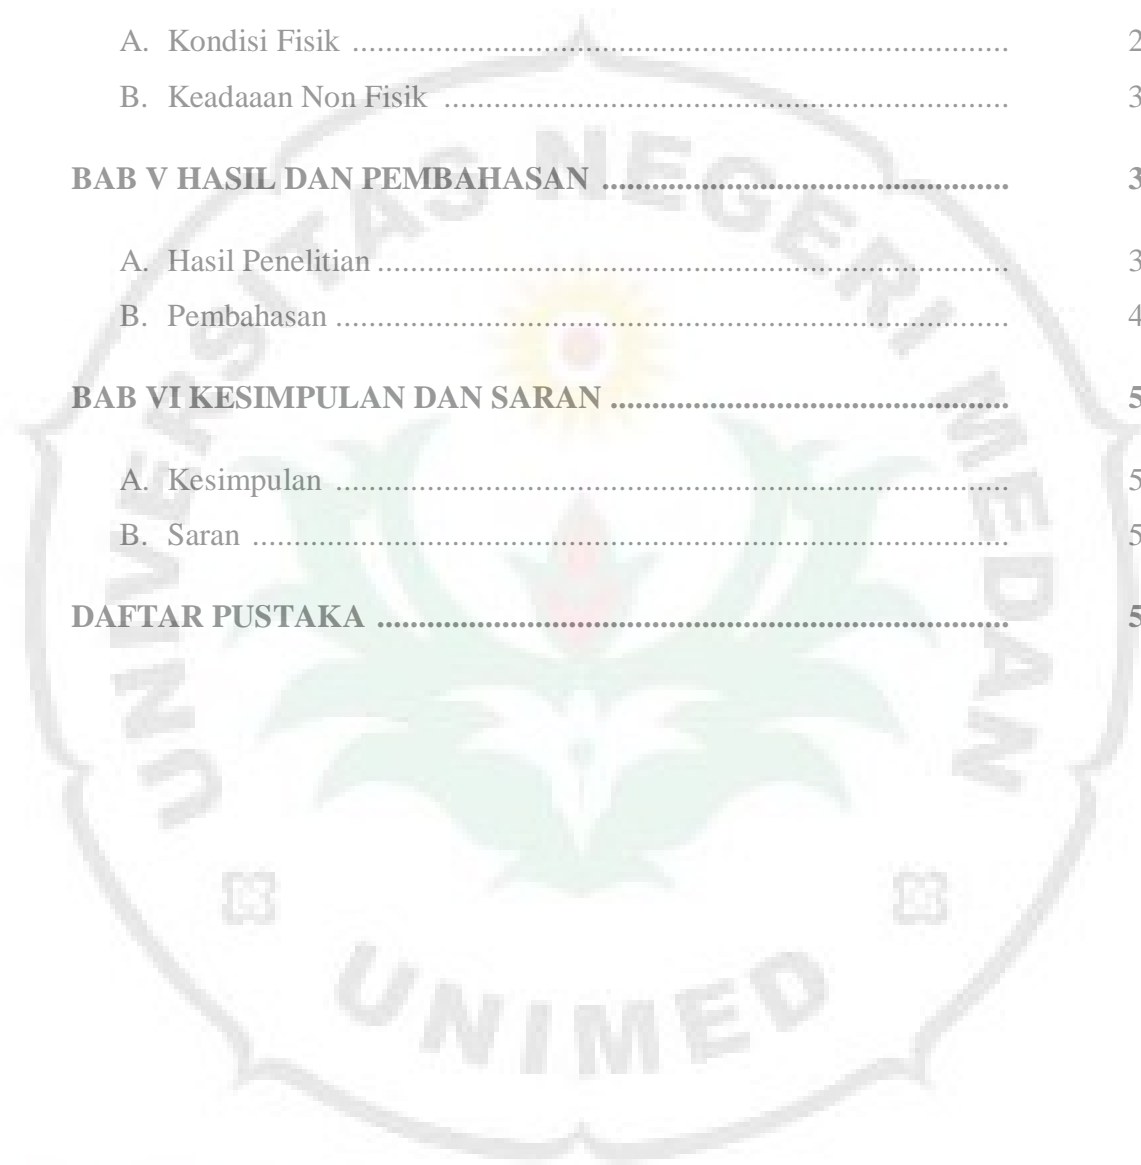 A. Kondisi Fisik ............................................................................... 2
B. Keadaaan Non Fisik .................................................................... 3
BAB V HASIL DAN PEMBAHASAN ................................................. 3
A. Hasil Penelitian ............................................................................ 3
B. Pembahasan ................................................................................. 4
BAB VI KESIMPULAN DAN SARAN ................................................ 5
A. Kesimpulan ................................................................................. 5
B. Saran ........................................................................................... 5
DAFTAR PUSTAKA ............................................................................ 5
UNIVERSITAS NEGERI MEDAN
UNIMED